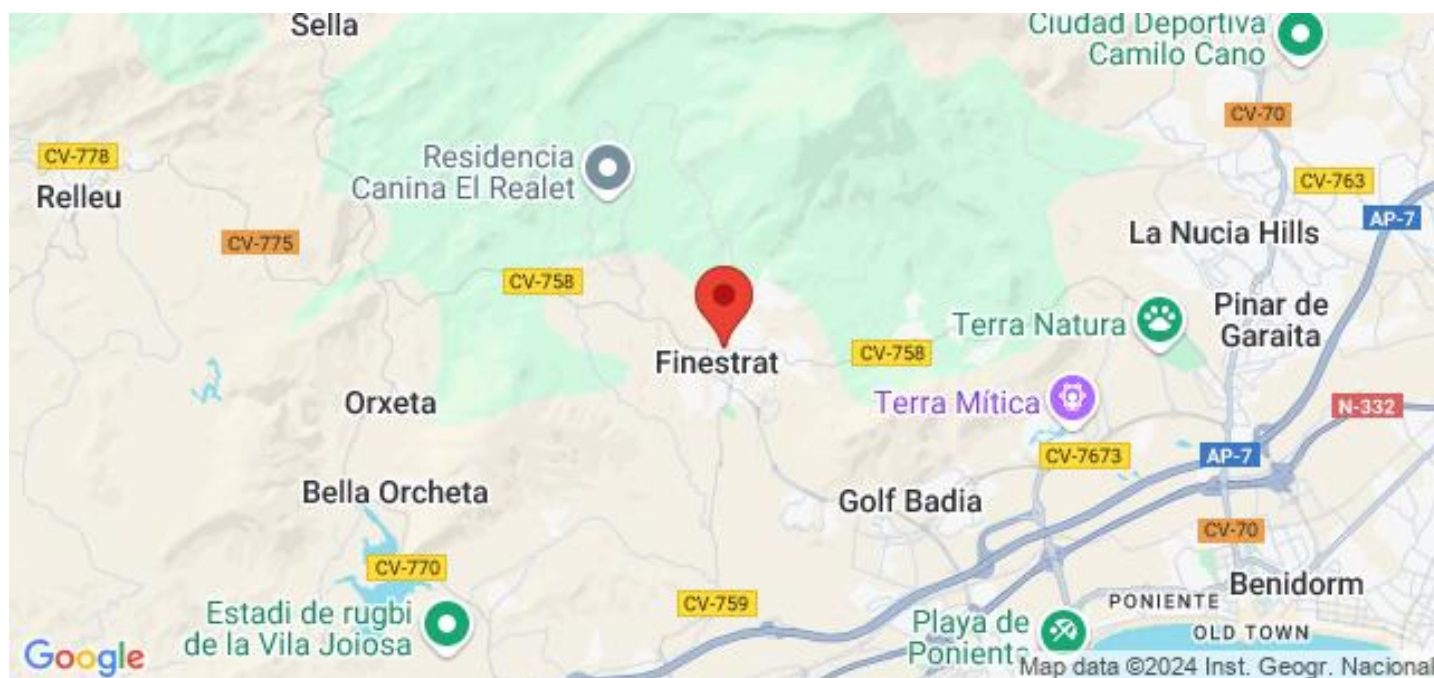 Sella
Ciudad Deportiva
Camilo Cano
CV-70
CV-778
Residencia
Canina El Realet
Relleu
CV-763
AP-7
CV-775
La Nucia Hills
CV-758
Terra Natura
Pinar de
Garaita
Finestrat
CV-758
Orxeta
Terra Mítica
N-332
CV-7673
AP-7
Bella Orcheta
Golf Badia
CV-70
CV-770
Benidorm
CV-759
PONIENTE
Estadi de rugbi
de la Vila Joiosa
Playa de
Poniente
OLD TOWN
Google
Map data ©2024 Inst. Geogr. Nacional